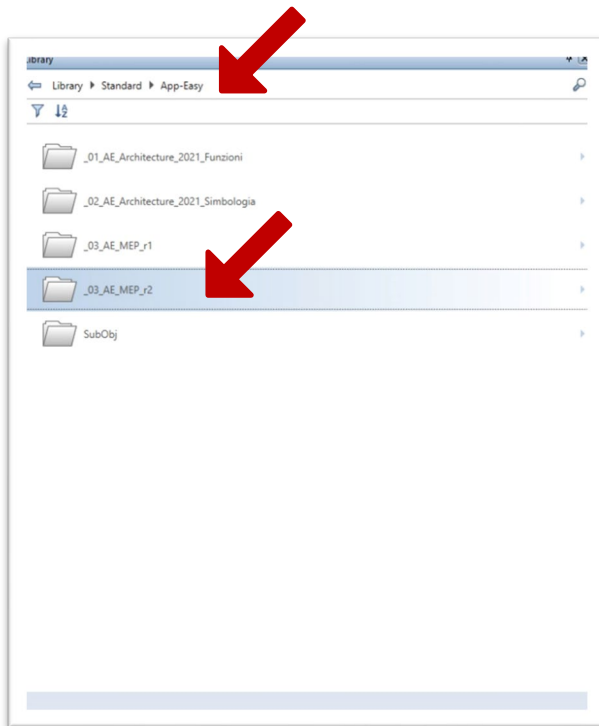 Library
Library Standard App-Easy
_01_AE_Architecture_2021_Funzioni
_02_AE_Architecture_2021_Simbologia
_03_AE_MEP_r1
_03_AE_MEP_r2
SubObj